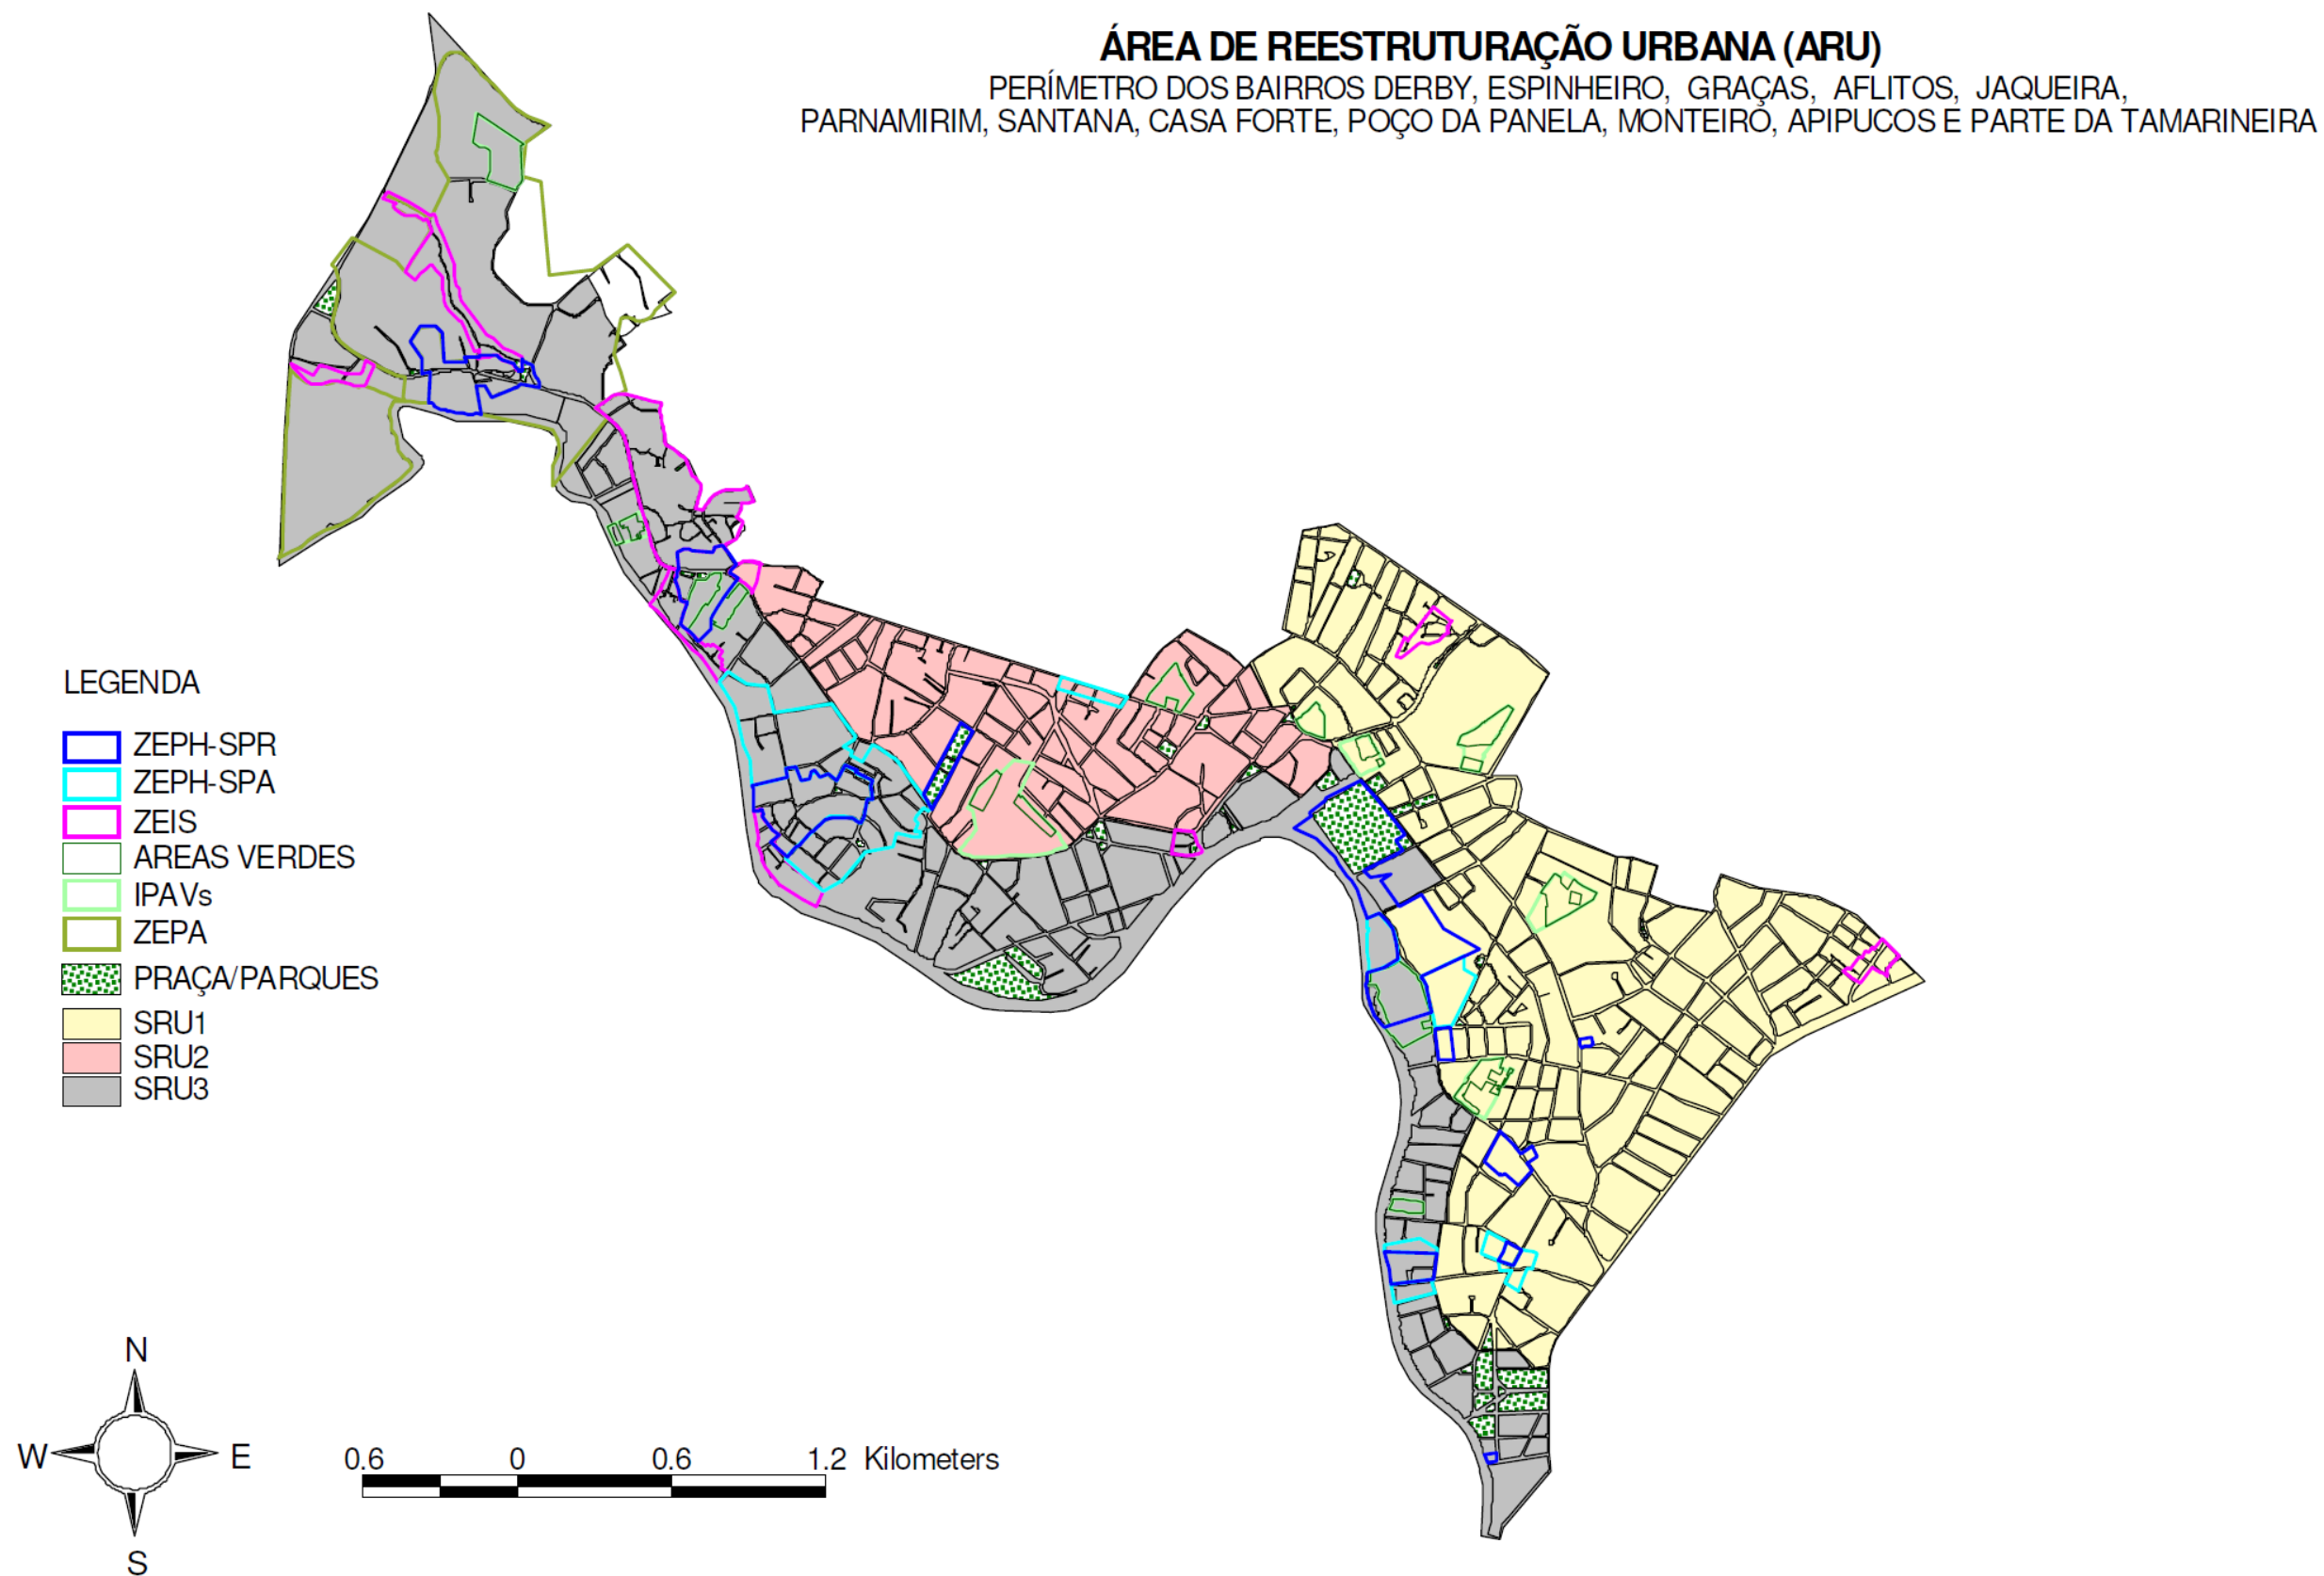 ÁREA DE REESTRUTURAÇÃO URBANA (ARU)
PERÍMETRO DOS BAIRROS DERBY, ESPINHEIRO, GRAÇAS, AFLITOS, JAQUEIRA,
PARNAMIRIM, SANTANA, CASA FORTE, POÇO DA PANELA, MONTEIRO, APIPUCOS E PARTE DA TAMARINEIRA
LEGENDA
ZEPH-SPR
ZEPH-SPA
ZEIS
AREAS VERDES
IPAVs
ZEPA
PRAÇA/PARQUES
SRU1
SRU2
SRU3
N
W E
S
0.6 0 0.6 1.2 Kilometers